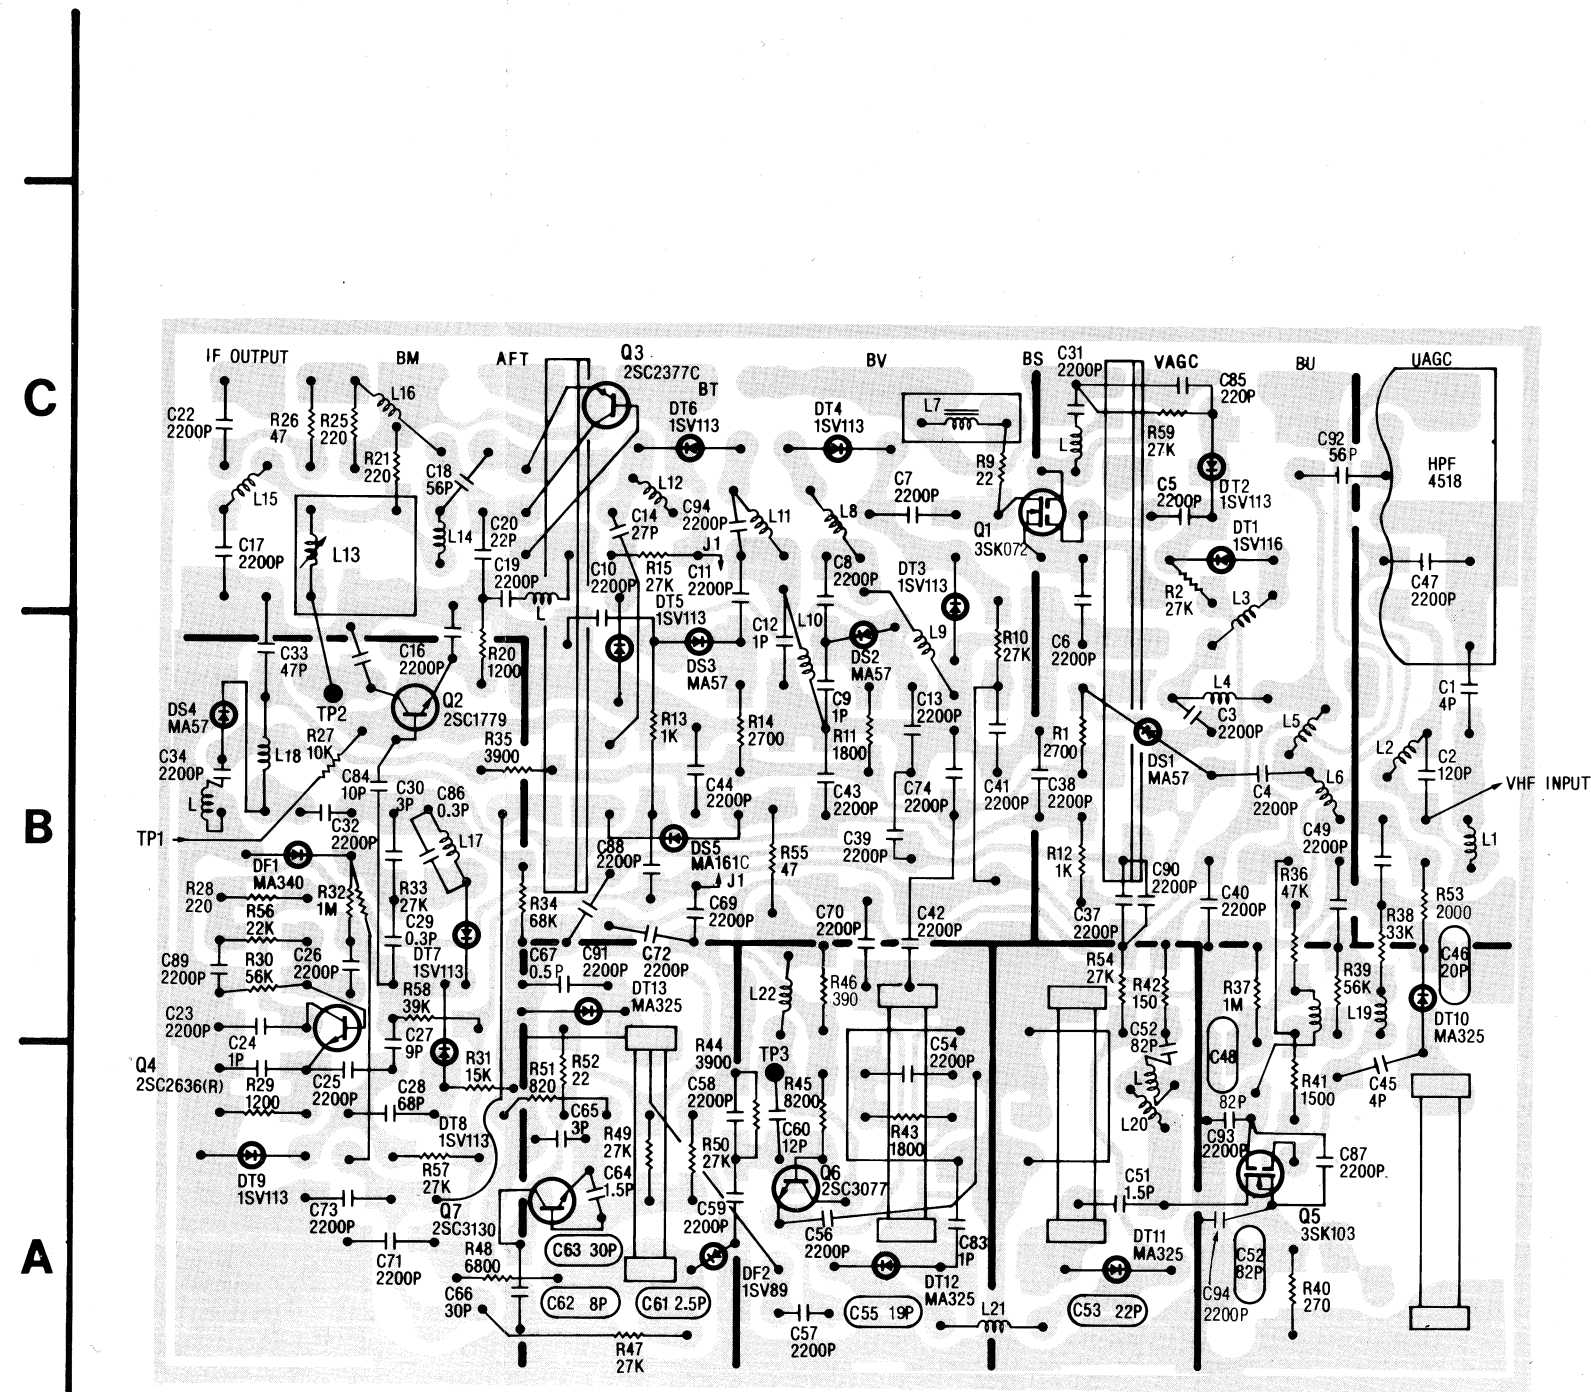 C
B
A
IF OUTPUT
BM
AFT
Q3
2SC2377C
BT
BV
BS
C31
2200P
VAGC
BU
UAGC
C22
2200P
R26
47
R25
220
L16
R21
220
C18
56P
DT6
1SV113
DT4
1SV113
L7
R9
22
L
C85
220P
R59
27K
C92
56P
HPF
4518
L15
L12
C94
2200P
L11
L8
C7
2200P
Q1
3SK072
C5
2200P
DT2
1SV113
C17
2200P
L13
L14
C20
22P
C19
2200P
C14
27P
J1
R15
27K
C10
2200P
C11
2200P
C8
2200P
DT3
1SV113
DT1
1SV116
R2
27K
L3
C47
2200P
L
DT5
1SV113
C12
1P
L10
DS2
MA57
L9
R10
27K
C6
2200P
C33
47P
C16
2200P
R20
1200
DS3
MA57
DS4
MA57
TP2
Q2
2SC1779
C9
1P
C13
2200P
L4
C3
2200P
L5
C1
4P
R27
10K
L18
R35
3900
R13
1K
R14
2700
R11
1800
R1
2700
DS1
MA57
L2
C2
120P
C34
2200P
L
C84
10P
C30
3P
C86
0.3P
L17
C44
2200P
C43
2200P
C74
2200P
C41
2200P
C38
2200P
C4
2200P
L6
VHF INPUT
TP1
C32
2200P
C88
2200P
DS5
MA161C
J1
R55
47
C39
2200P
R12
1K
C49
2200P
L1
DF1
MA340
R28
220
R32
1M
R33
27K
R34
68K
C69
2200P
C90
2200P
C40
2200P
R36
47K
R53
2000
R56
22K
C29
0.3P
C70
2200P
C42
2200P
C37
2200P
R38
33K
C89
2200P
R30
56K
C26
2200P
DT7
1SV113
C67
0.5P
C91
2200P
C72
2200P
R46
390
R54
27K
R42
150
R37
1M
R39
56K
C46
20P
R58
39K
DT13
MA325
L22
L19
DT10
MA325
C23
2200P
C24
1P
C27
9P
C52
82P
C48
82P
Q4
2SC2636(R)
R29
1200
C25
2200P
R31
15K
R51
820
R52
22
R44
3900
C58
2200P
TP3
R45
8200
C54
2200P
L
R41
1500
C45
4P
C28
68P
DT8
1SV113
C65
3P
R49
27K
R50
27K
C60
12P
R43
1800
L20
C93
2200P
C87
2200P
DT9
1SV113
R57
27K
C64
1.5P
Q6
2SC3077
C51
1.5P
C73
2200P
Q7
2SC3130
C59
2200P
C56
2200P
C83
1P
Q5
3SK103
C71
2200P
R48
6800
C63 30P
DF2
1SV89
DT12
MA325
DT11
MA325
C52
82P
C66
30P
C62 8P
C61 2.5P
C55 19P
L21
C53 22P
C94
2200P
R40
270
C57
2200P
R47
27K